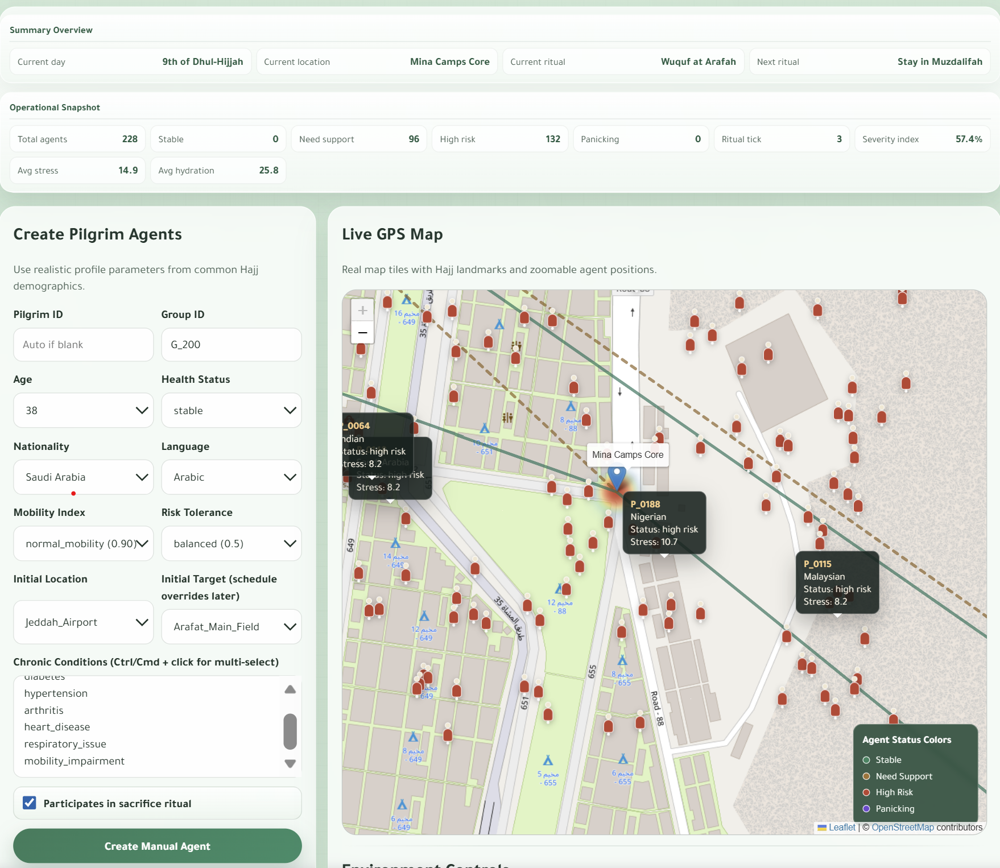 Summary Overview
Current day 9th of Dhul-Hijjah
Current location Mina Camps Core
Current ritual Wuquf at Arafah
Next ritual Stay in Muzdalifah
Operational Snapshot
Total agents 228
Stable 0
Need support 96
High risk 132
Panicking 0
Ritual tick 3
Severity index 57.4%
Avg stress 14.9
Avg hydration 25.8
Create Pilgrim Agents
Use realistic profile parameters from common Hajj
demographics.
Pilgrim ID
Auto if blank
Group ID
G_200
Age
38
Health Status
stable
Nationality
Saudi Arabia
Language
Arabic
Mobility Index
normal_mobility (0.90)
Risk Tolerance
balanced (0.5)
Initial Location
Jeddah_Airport
Initial Target (schedule
overrides later)
Arafat_Main_Field
Chronic Conditions (Ctrl/Cmd + click for multi-select)
diabetes
hypertension
arthritis
heart_disease
respiratory_issue
mobility_impairment
Participates in sacrifice ritual
Create Manual Agent
Live GPS Map
Real map tiles with Hajj landmarks and zoomable agent positions.
+
−
مخيم 16
- 649
35
مخيم 8
- 88
مخيم 10
- 651
P_0064
Indian
Status: high risk
Stress: 8.2
Status: high risk
Stress: 8.2
Mina Camps Core
P_0188
Nigerian
Status: high risk
Stress: 10.7
P_0115
Malaysian
Status: high risk
Stress: 8.2
649
مخيم 14
- 649
مخيم 12
- 88
طريق المشاة 35
مخيم 12
- 649
مخيم 8
- 655
655
Road - 88
651
649
مخيم 8
- 649
مخيم 5
- 655
مخيم 6
- 655
مخيم 6
- 649
Agent Status Colors
Stable
Need Support
High Risk
Panicking
Leaflet | © OpenStreetMap contributors
Environment Controls